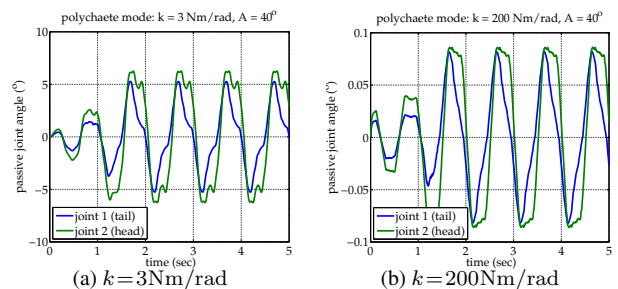 polychaete mode: k = 3 Nm/rad, A = 40°
passive joint angle (°)
10
5
0
−5
−10
joint 1 (tail)
joint 2 (head)
0 1 2 3 4 5
time (sec)
(a) k=3Nm/rad
polychaete mode: k = 200 Nm/rad, A = 40°
passive joint angle (°)
0.1
0.05
0
−0.05
−0.1
joint 1 (tail)
joint 2 (head)
0 1 2 3 4 5
time (sec)
(b) k=200Nm/rad